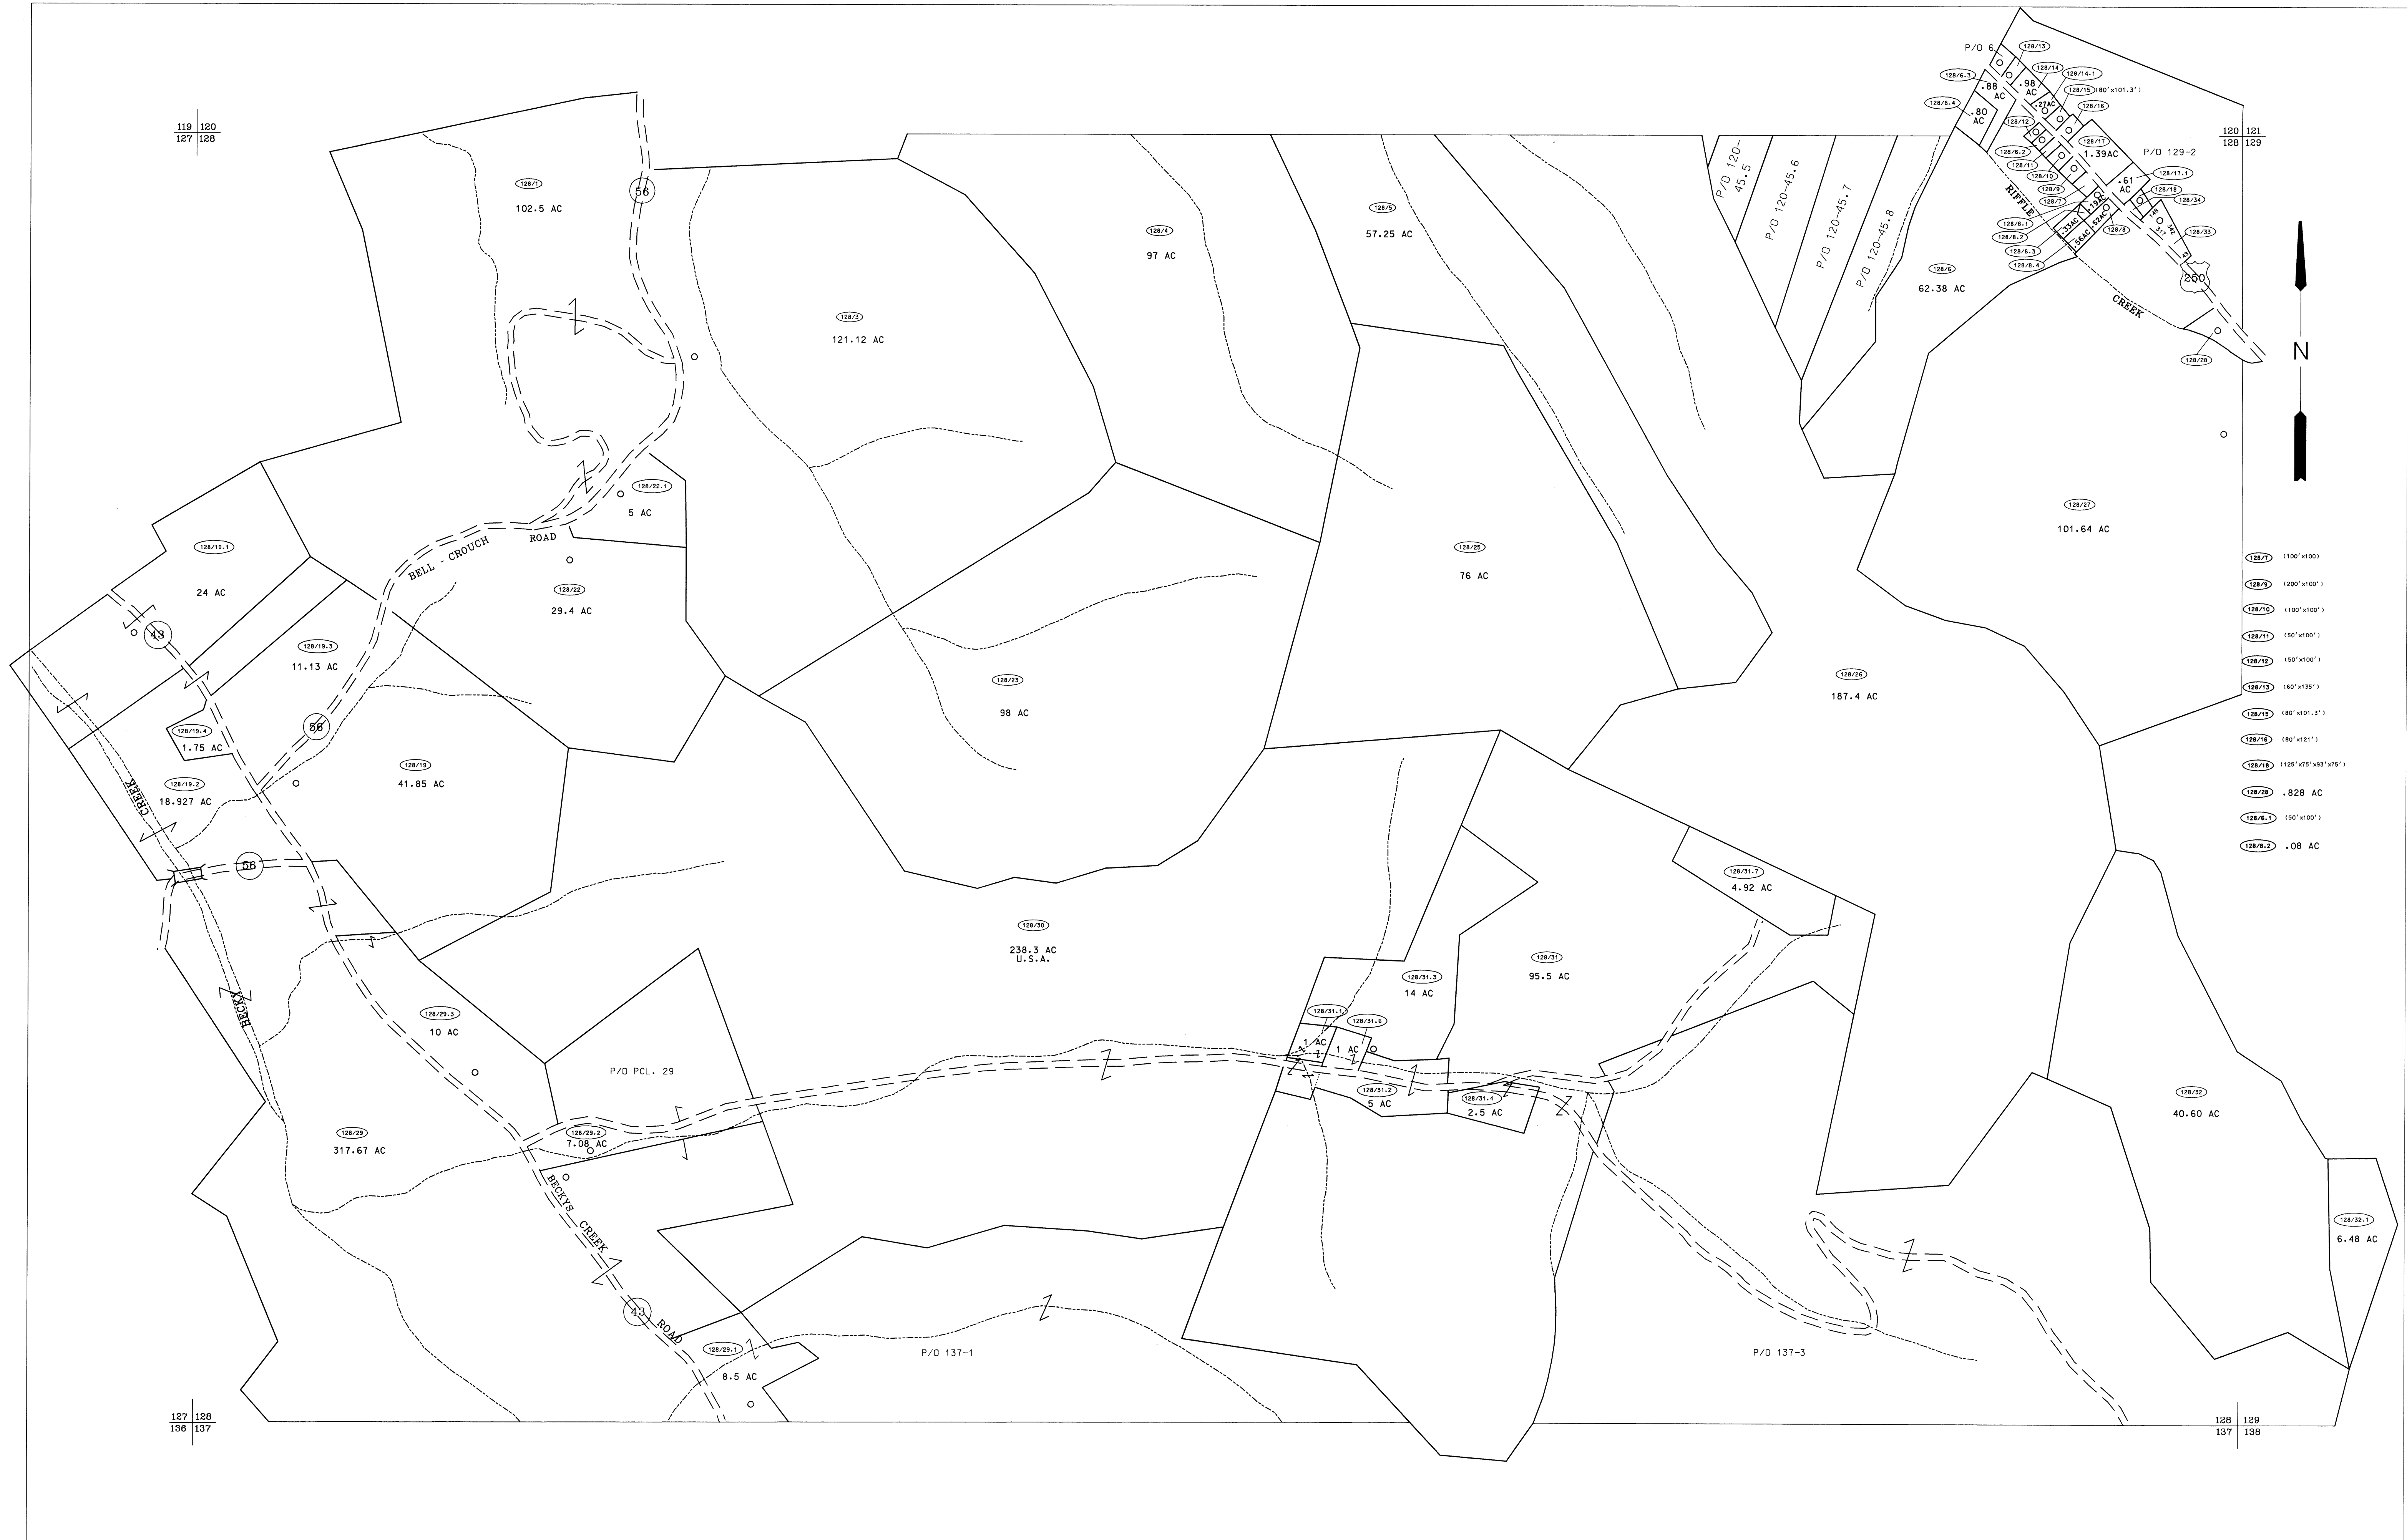 P/O 6
128/13
128/6.3
128/14
128/14.1
.88
AC
.98
AC
128/15 (80'x101.3')
128/6.4
.27AC
128/16
.80
AC
119 120
127 128
128/12
120 121
128 129
128/17
1.39AC
P/O 129-2
128/6.2
128/11
128/10
128/17.1
.61
AC
128/9
128/18
128/7
128/34
RIFFLE
.19AC
148
342
317
49
128/33
128/8.1
.33AC
.52AC
128/8
128/8.2
.56AC
128/8.3
128/8.4
250
CREEK
128/28
128/1
102.5 AC
56
128/4
97 AC
128/5
57.25 AC
P/O 120-
45.5
P/O 120-45.6
P/O 120-45.7
P/O 120-45.8
128/6
62.38 AC
128/3
121.12 AC
N
128/22.1
5 AC
BELL CROUCH ROAD
128/19.1
24 AC
128/22
29.4 AC
128/25
76 AC
128/27
101.64 AC
128/7 (100'x100)
128/9 (200'x100')
128/10 (100'x100')
128/11 (50'x100')
128/12 (50'x100')
128/13 (60'x135')
128/15 (80'x101.3')
128/16 (80'x121')
128/18 (125'x75'x93'x75')
128/28 .828 AC
128/6.1 (50'x100')
128/8.2 .08 AC
43
128/19.3
11.13 AC
128/23
98 AC
128/26
187.4 AC
56
128/19.4
1.75 AC
128/19.2
18.927 AC
128/19
41.85 AC
CREEK
56
128/31.7
4.92 AC
128/30
238.3 AC
U.S.A.
128/31
95.5 AC
128/31.3
14 AC
BECKY
128/29.3
10 AC
128/31.1
1 AC
128/31.6
1 AC
P/O PCL. 29
128/31.2
5 AC
128/31.4
2.5 AC
128/32
40.60 AC
128/29
317.67 AC
128/29.2
7.08 AC
BECKYS CREEK ROAD
43
128/32.1
6.48 AC
128/29.1
8.5 AC
P/O 137-1
P/O 137-3
127 128
136 137
128 129
137 138